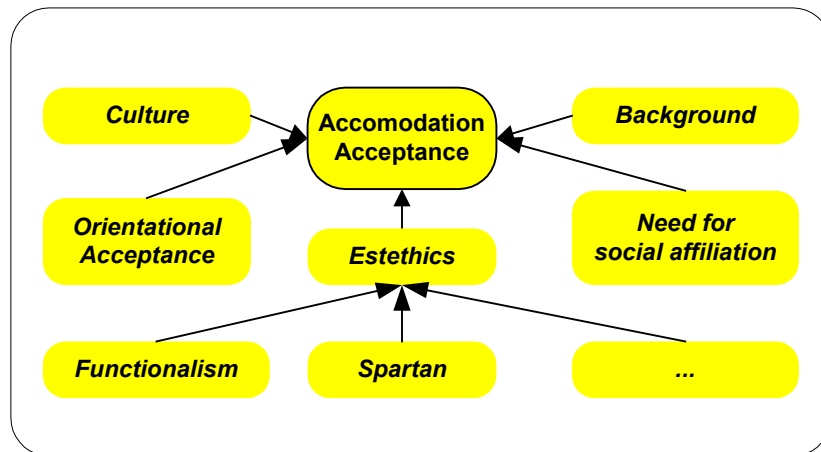 Culture
Accomodation
Acceptance
Background
Orientational
Acceptance
Estethics
Need for
social affiliation
Functionalism
Spartan
...